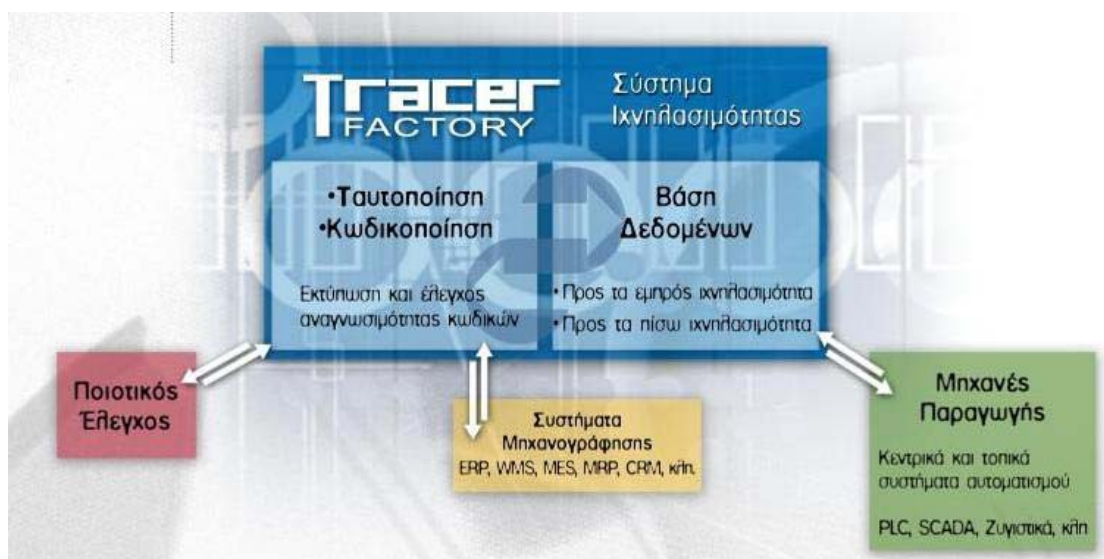 Tracer
FACTORY
Σύστημα
Ιχνηλασιμότητας
•Ταυτοποίηση
•Κωδικοποίηση
Εκτύπωση και έλεγχος
αναγνωσιμότητας κωδικών
Βάση
Δεδομένων
•Προς τα εμπρός ιχνηλασιμότητα
•Προς τα πίσω ιχνηλασιμότητα
Ποιοτικός
Έλεγχος
Συστήματα
Μηχανογράφησης
ERP, WMS, MES, MRP, CRM, κλπ.
Μηχανές
Παραγωγής
Κεντρικά και τοπικά
συστήματα αυτοματισμού
PLC, SCADA, Ζυγιστικά, κλπ